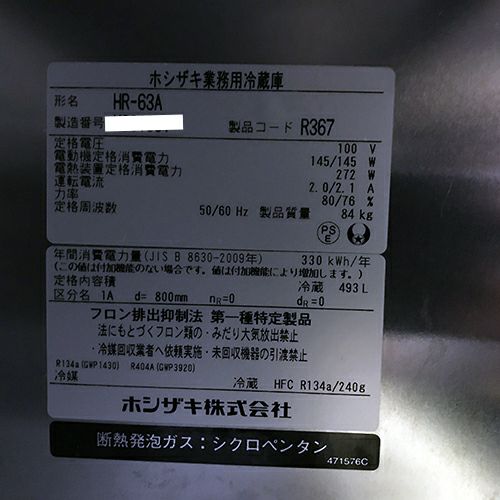 ホシザキ業務用冷蔵庫
形名 HR-63A
製造番号 製品コード R367
定格電圧 100 V
電動機定格消費電力 145/145 W
電熱装置定格消費電力 272 W
運転電流 2.0/2.1 A
力率 80/76 %
定格周波数 50/60 Hz 製品質量 84 kg
PS
E
年間消費電力量(JIS B 8630-2009年) 330 kWh/年
(この値は付加機能のない場合です。値は付加機能により増加します。)
定格内容積 冷蔵 493 L
区分名 1A d= 800mm nR=0 dR=0
フロン排出抑制法 第一種特定製品
法にもとづくフロン類の・みだり大気放出禁止
・冷媒回収業者へ依頼実施・未回収機器の引渡禁止
R134a(GWP1430) R404A(GWP3920)
冷媒 冷蔵 HFC R134a/240g
ホシザキ株式会社
断熱発泡ガス：シクロペンタン
471576C